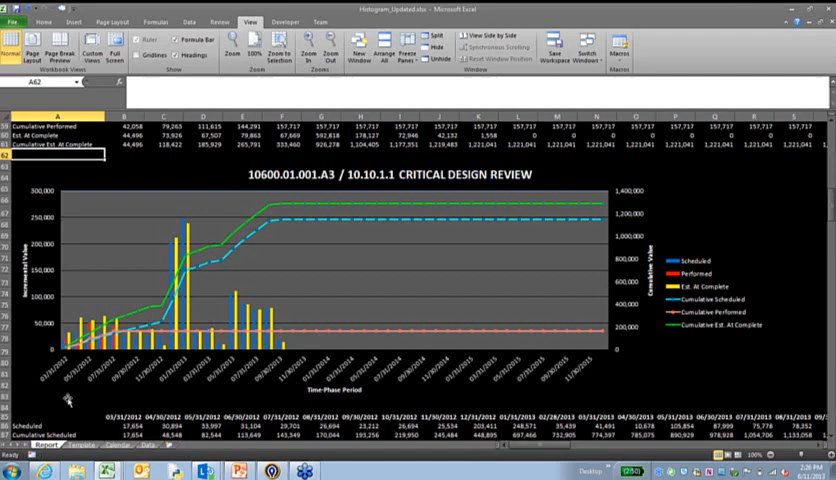 Histogram_Updated.xlsx - Microsoft Excel
File Home Insert Page Layout Formulas Data Review View Developer Team
Normal Page Layout Page Break Preview Custom Views Full Screen
Ruler Formula Bar
Gridlines Headings
Zoom 100% Zoom to Selection Zoom In Zoom Out
New Window Arrange All Freeze Panes
Split
Hide
Unhide
View Side by Side
Synchronous Scrolling
Reset Window Position
Save Workspace Switch Windows Macros
Workbook Views Show Zoom Window Macros
A62 fx
A B C D E F G H I J K L M N O P Q R S
59 Cumulative Performed 42,058 79,263 111,615 144,291 157,717 157,717 157,717 157,717 157,717 157,717 157,717 157,717 157,717 157,717 157,717 157,717 157,717 157,717
60 Est. At Complete 44,496 73,926 67,507 79,863 67,669 592,818 178,127 72,946 42,132 1,558 0 0 0 0 0 0 0 0
61 Cumulative Est. At Complete 44,496 118,422 185,929 265,791 333,460 926,278 1,104,405 1,177,351 1,219,483 1,221,041 1,221,041 1,221,041 1,221,041 1,221,041 1,221,041 1,221,041 1,221,041
62
10600.01.001.A3 / 10.10.1.1 CRITICAL DESIGN REVIEW
300,000
250,000
200,000
150,000
100,000
50,000
0
Incremental Value
1,400,000
1,200,000
1,000,000
800,000
600,000
400,000
200,000
0
Cumulative Value
Scheduled
Performed
Est. At Complete
Cumulative Scheduled
Cumulative Performed
Cumulative Est. At Complete
03/31/2012 05/31/2012 07/31/2012 09/30/2012 11/30/2012 01/31/2013 03/31/2013 05/31/2013 07/31/2013 09/30/2013 11/30/2013 01/31/2014 03/31/2014 05/31/2014 07/31/2014 09/30/2014 11/30/2014 01/31/2015 03/31/2015 05/31/2015 07/31/2015 09/30/2015 11/30/2015
Time-Phase Period
03/31/2012 04/30/2012 05/31/2012 06/30/2012 07/31/2012 08/31/2012 09/30/2012 10/31/2012 11/30/2012 12/31/2012 01/31/2013 02/28/2013 03/31/2013 04/30/2013 05/31/2013 06/30/2013 07/31/2013 08/31/2013
86 Scheduled 17,654 30,894 33,997 31,104 29,701 26,694 23,212 26,694 25,534 203,411 248,571 35,439 41,491 10,678 105,854 87,999 75,778 78,352
87 Cumulative Scheduled 17,654 48,548 82,544 113,649 143,349 170,044 193,256 219,950 245,484 448,895 697,466 732,905 774,397 785,075 890,929 978,928 1,054,706 1,133,058
Report Template Calendar Data
Ready 100%
Desktop (2:50)
2:26 PM
6/11/2013